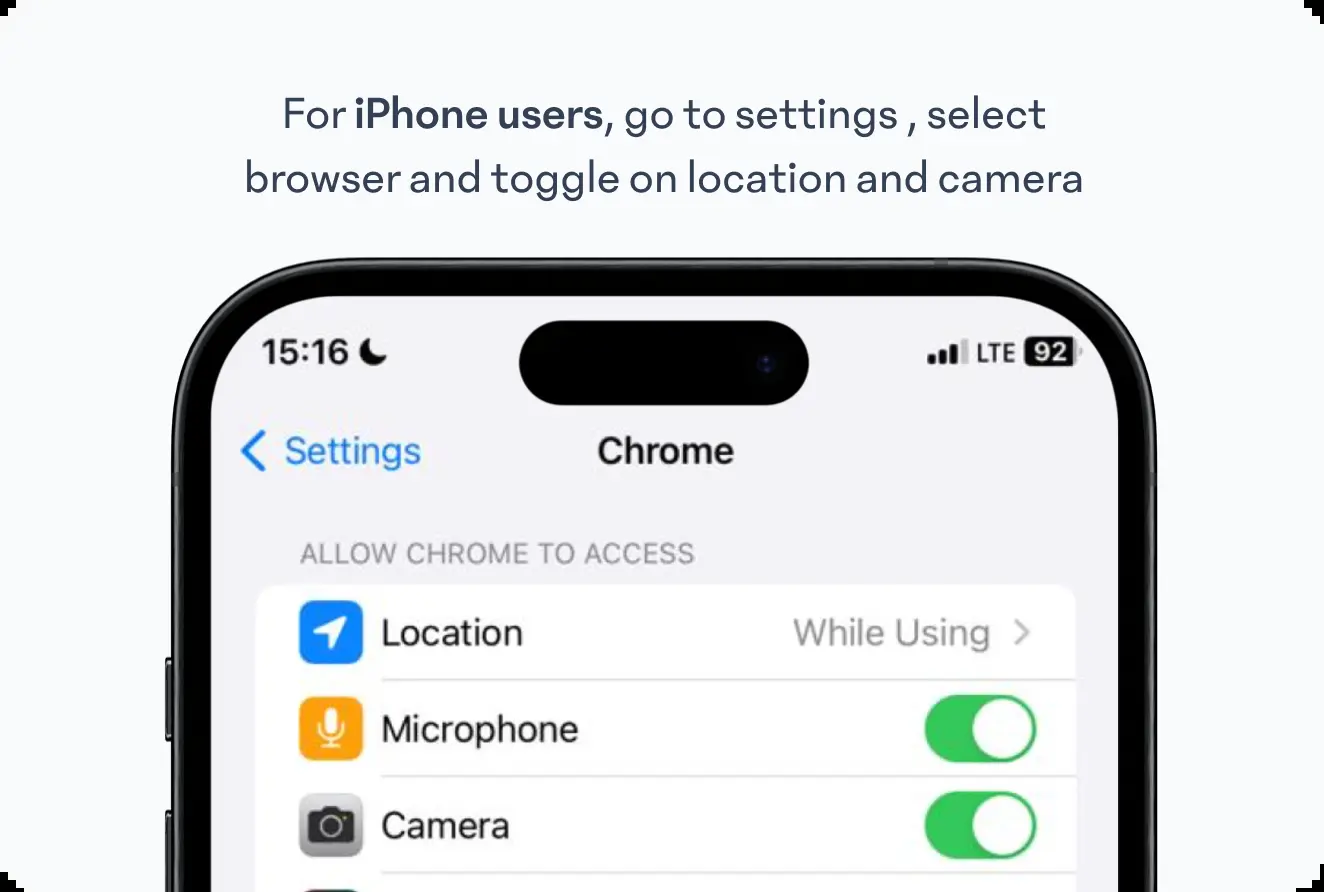 For iPhone users, go to settings , select
browser and toggle on location and camera
15:16 LTE 92
Settings Chrome
ALLOW CHROME TO ACCESS
Location While Using
Microphone
Camera